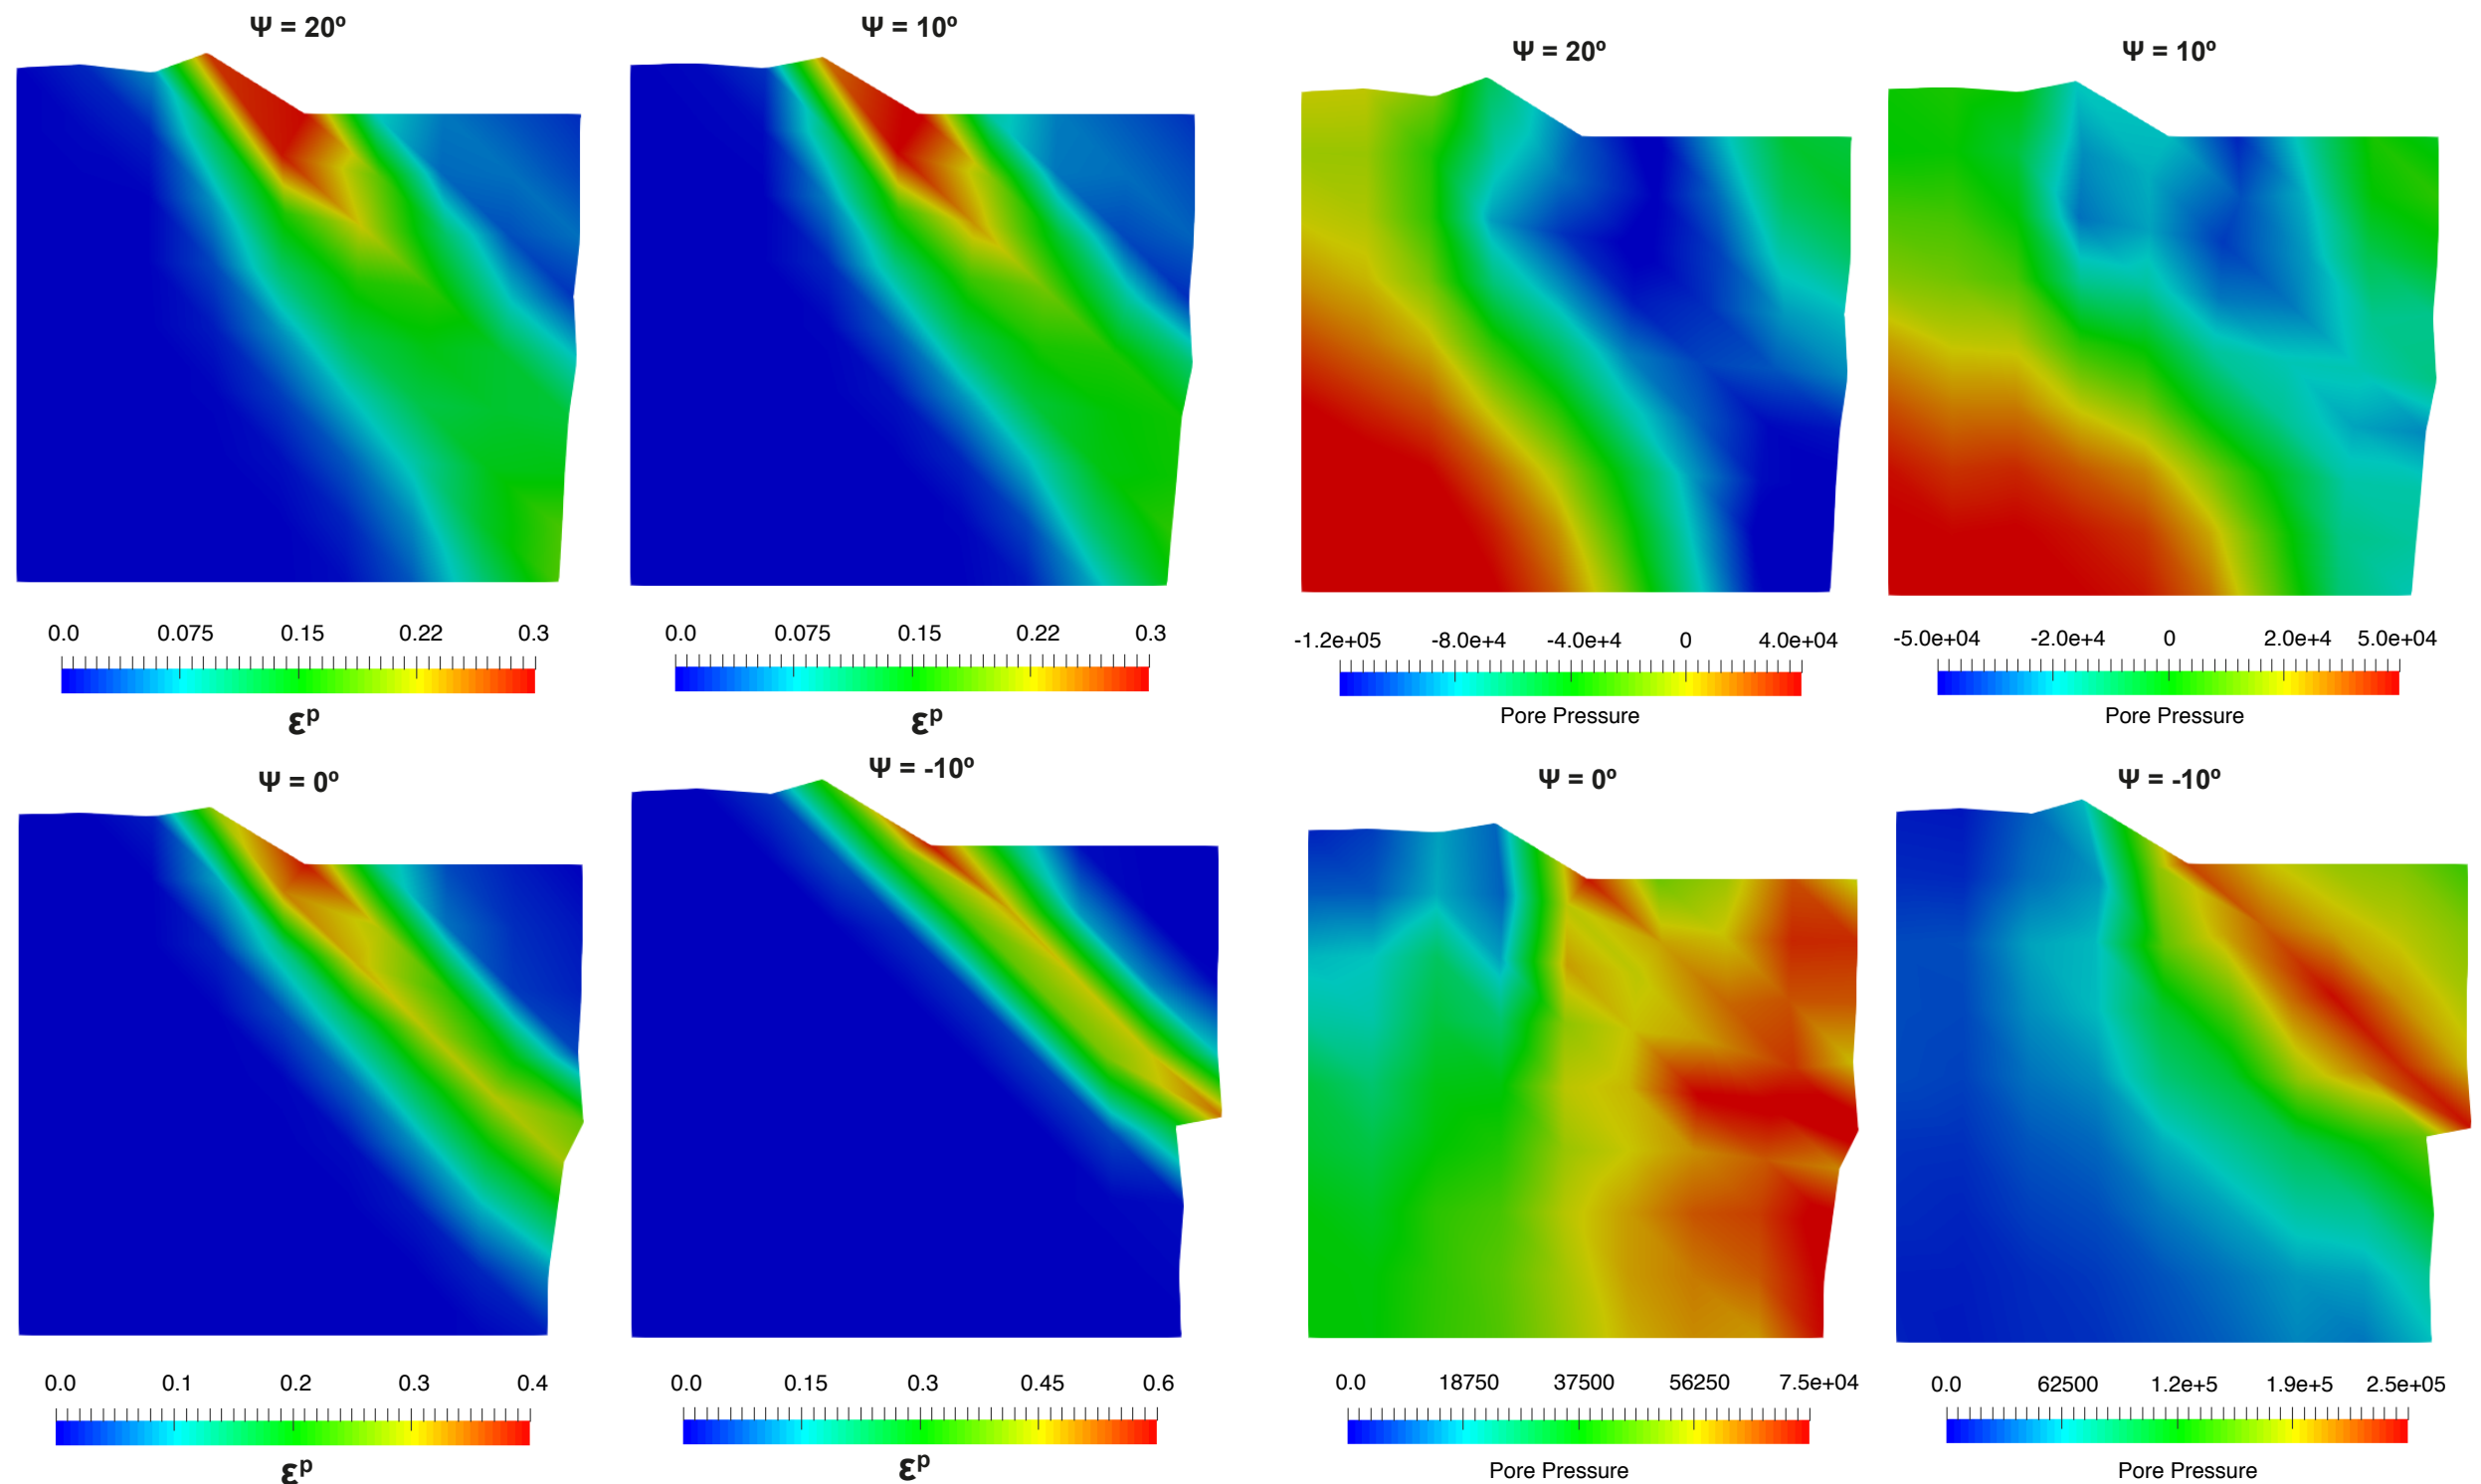 Ψ = 20º
Ψ = 10º
Ψ = 20º
Ψ = 10º
0.0 0.075 0.15 0.22 0.3
εᵖ
0.0 0.075 0.15 0.22 0.3
εᵖ
-1.2e+05 -8.0e+4 -4.0e+4 0 4.0e+04
Pore Pressure
-5.0e+04 -2.0e+4 0 2.0e+4 5.0e+04
Pore Pressure
Ψ = 0º
Ψ = -10º
Ψ = 0º
Ψ = -10º
0.0 0.1 0.2 0.3 0.4
εᵖ
0.0 0.15 0.3 0.45 0.6
εᵖ
0.0 18750 37500 56250 7.5e+04
Pore Pressure
0.0 62500 1.2e+5 1.9e+5 2.5e+05
Pore Pressure